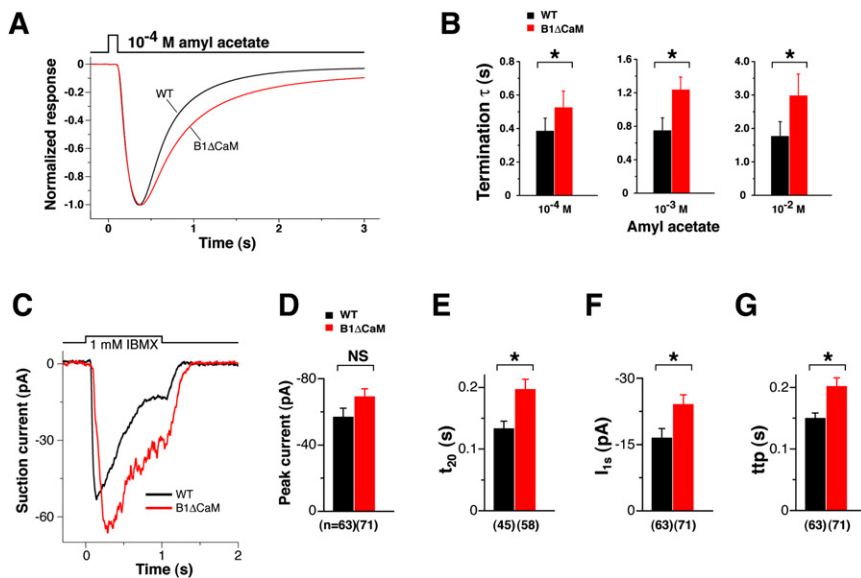 A
10⁻⁴ M amyl acetate
Normalized response
0
-0.2
-0.4
-0.6
-0.8
-1.0
WT
B1ΔCaM
0 1 2 3
Time (s)
B
WT
B1ΔCaM
Termination τ (s)
0.8
0.6
0.4
0.2
0
*
10⁻⁴ M
1.6
1.2
0.8
0.4
0
*
10⁻³ M
4.0
3.0
2.0
1.0
0
*
10⁻² M
Amyl acetate
C
1 mM IBMX
Suction current (pA)
0
-30
-60
WT
B1ΔCaM
0 1 2
Time (s)
D
WT
B1ΔCaM
NS
Peak current (pA)
-80
-40
0
(n=63)(71)
E
*
t₂₀ (s)
0.2
0.1
0
(45)(58)
F
*
I₁ₛ (pA)
-30
-15
0
(63)(71)
G
*
ttp (s)
0.2
0.1
0
(63)(71)